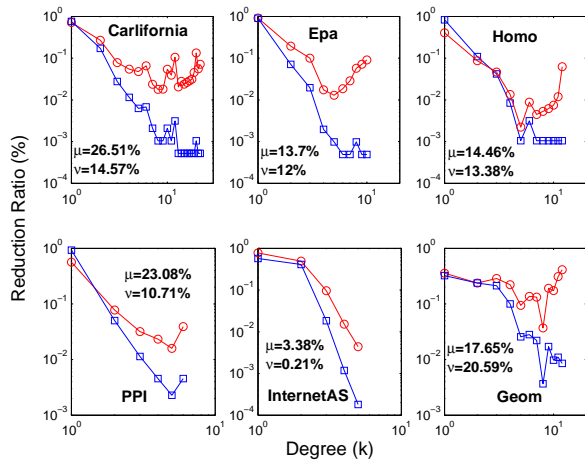 Reduction Ratio (%)
10^0
10^-1
10^-2
10^-3
10^-4
10^0
10^1
Carlifornia
μ=26.51%
ν=14.57%
10^0
10^-1
10^-2
10^-3
10^-4
10^0
10^1
Epa
μ=13.7%
ν=12%
10^0
10^-1
10^-2
10^-3
10^-4
10^0
10^1
Homo
μ=14.46%
ν=13.38%
10^0
10^-1
10^-2
10^-3
10^0
10^1
μ=23.08%
ν=10.71%
PPI
10^0
10^-1
10^-2
10^-3
10^-4
10^0
10^1
μ=3.38%
ν=0.21%
InternetAS
10^0
10^-1
10^-2
10^-3
10^0
10^1
μ=17.65%
ν=20.59%
Geom
Degree (k)